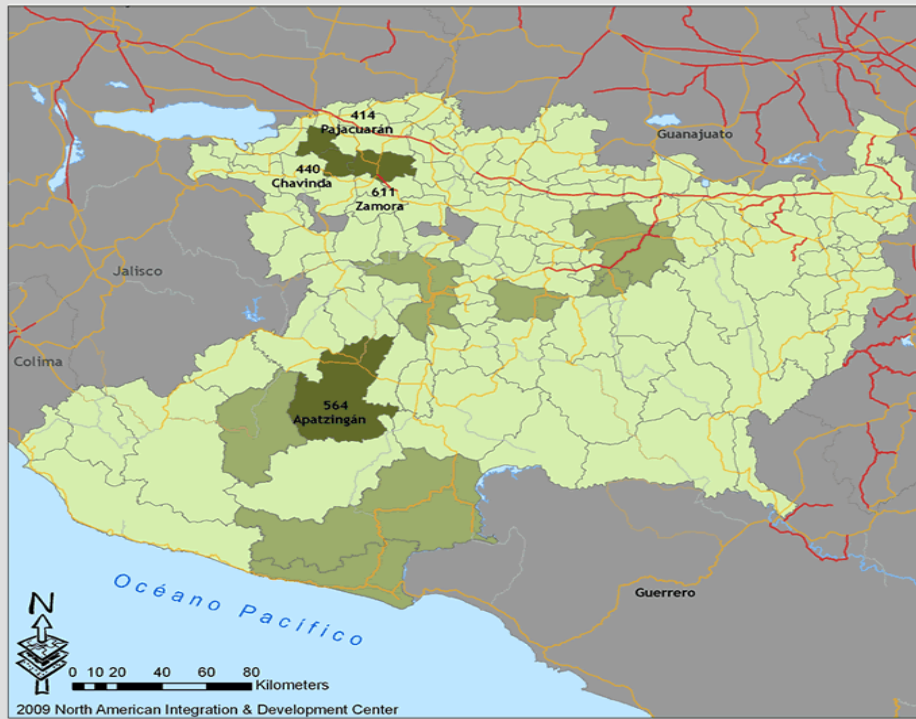 414
Pajacuarán
Guanajuato
440
Chavinda
611
Zamora
Jalisco
Colima
564
Apatzingán
Océano Pacífico
Guerrero
N
0 10 20 40 60 80
Kilometers
2009 North American Integration & Development Center